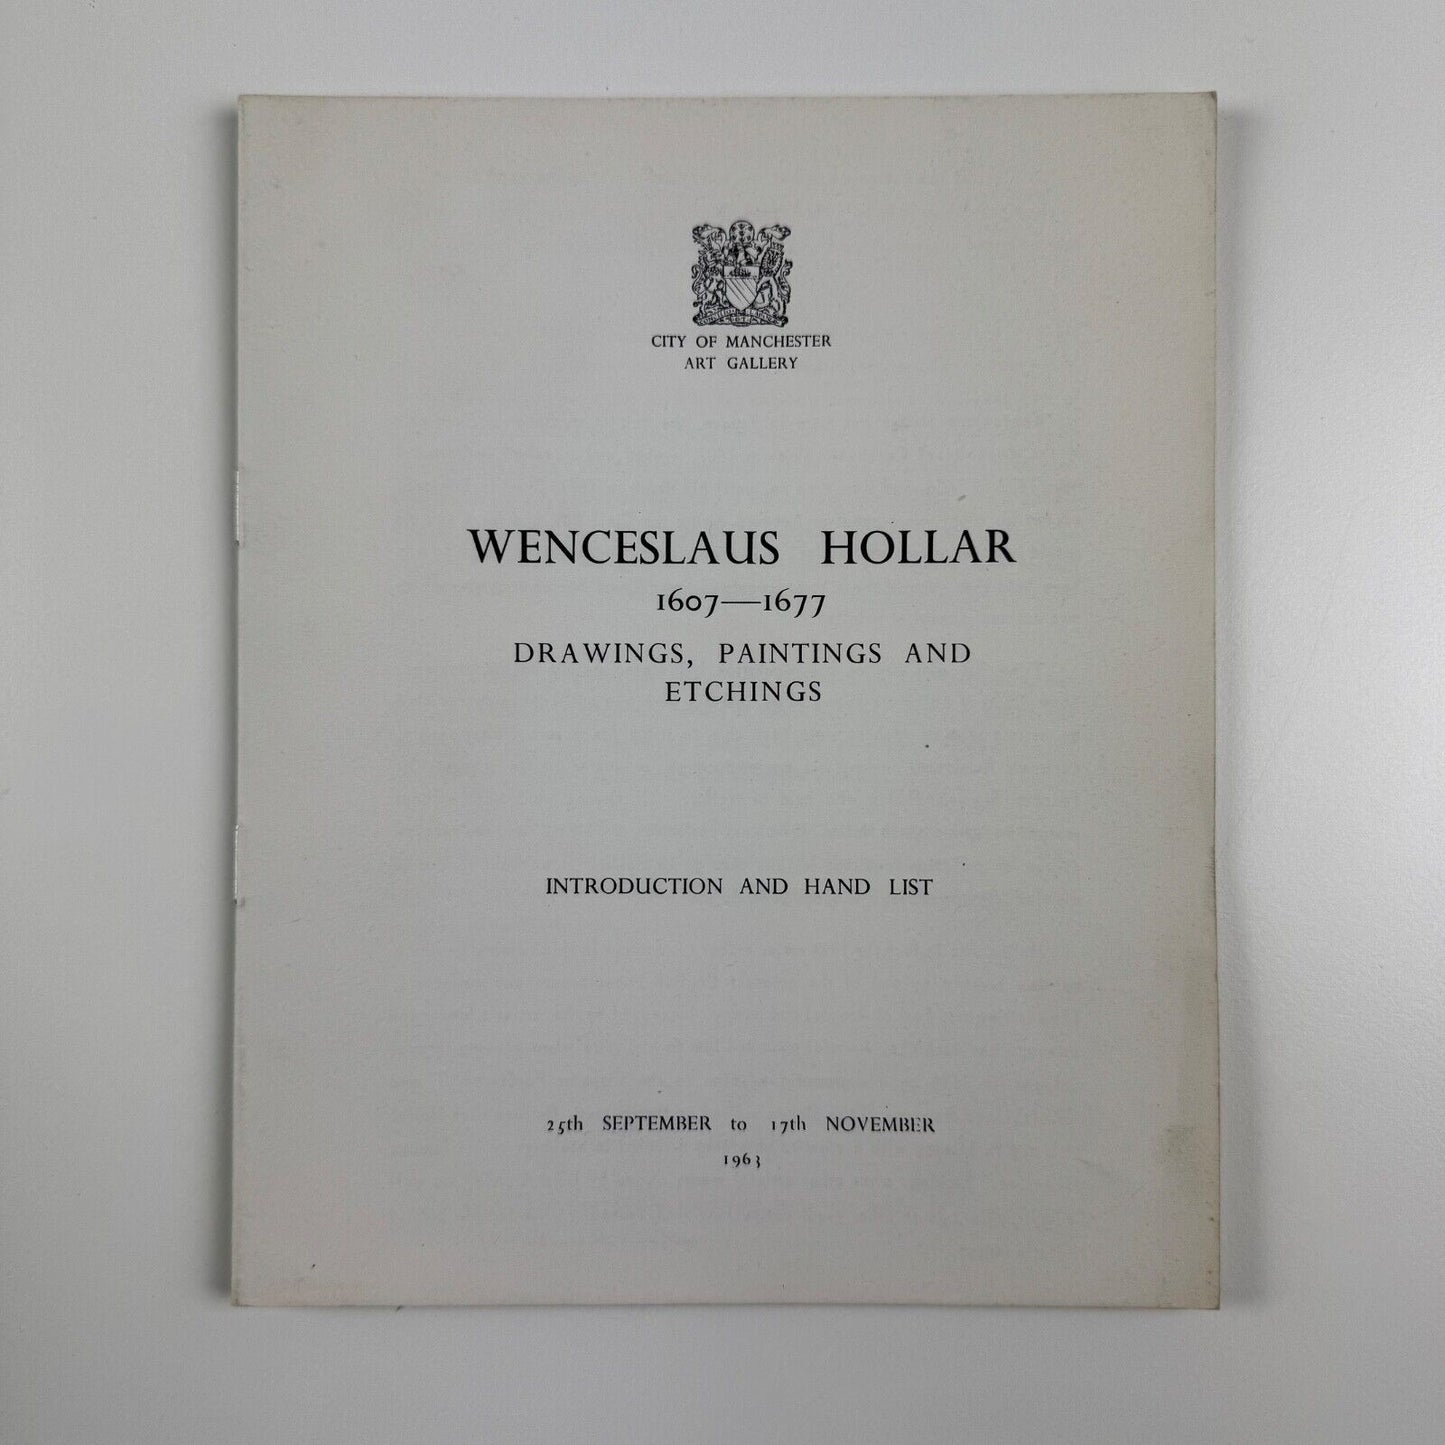 CITY OF MANCHESTER
ART GALLERY
WENCESLAUS HOLLAR
1607—1677
DRAWINGS, PAINTINGS AND
ETCHINGS
INTRODUCTION AND HAND LIST
25th SEPTEMBER to 17th NOVEMBER
1963